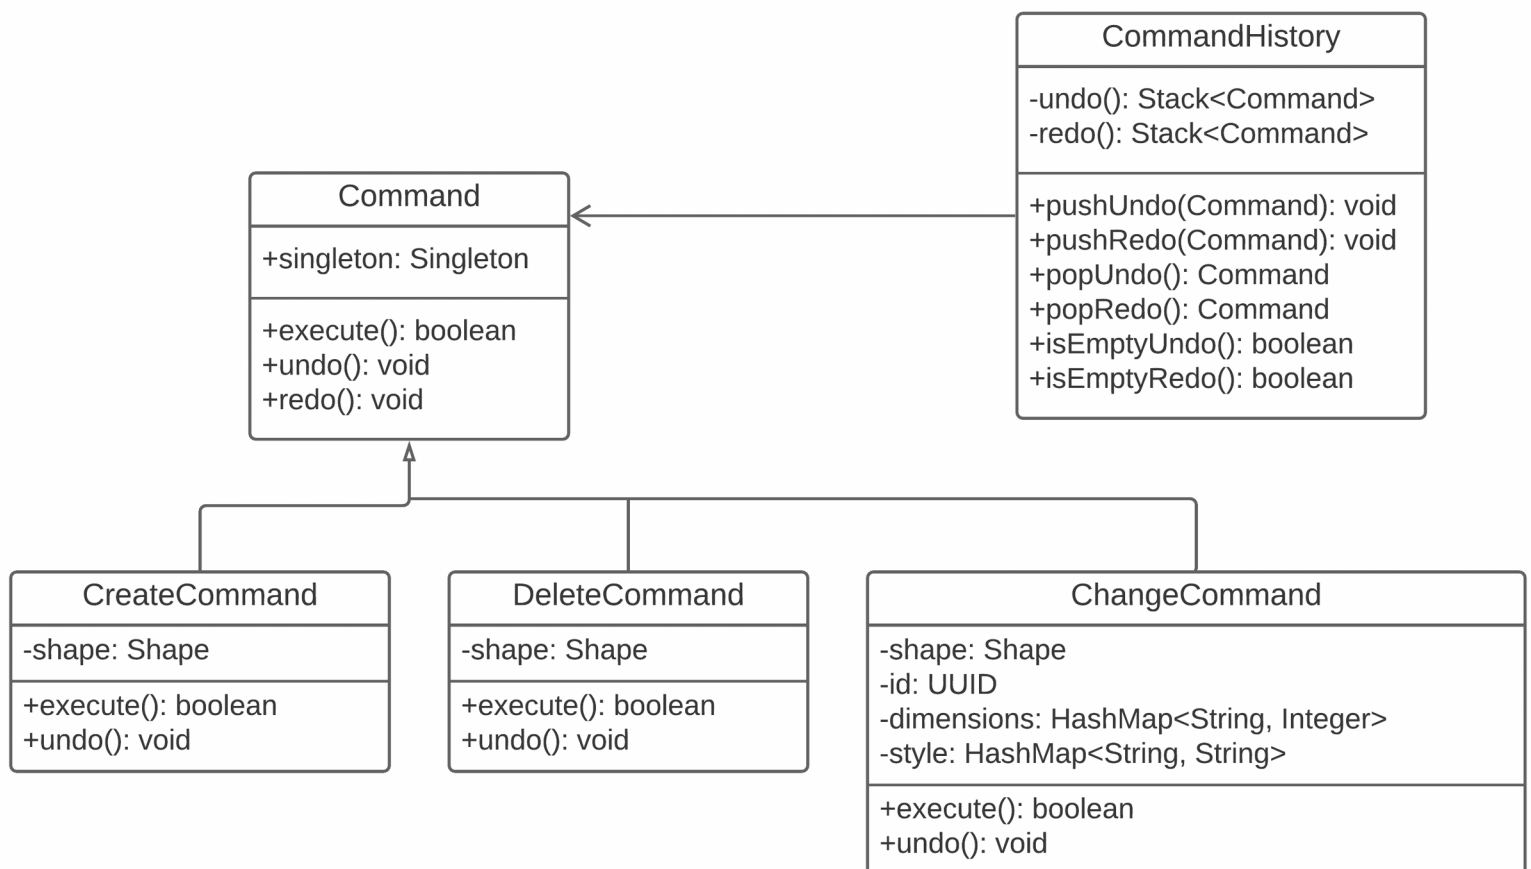 CommandHistory
-undo(): Stack<Command>
-redo(): Stack<Command>
+pushUndo(Command): void
+pushRedo(Command): void
+popUndo(): Command
+popRedo(): Command
+isEmptyUndo(): boolean
+isEmptyRedo(): boolean
Command
+singleton: Singleton
+execute(): boolean
+undo(): void
+redo(): void
CreateCommand
-shape: Shape
+execute(): boolean
+undo(): void
DeleteCommand
-shape: Shape
+execute(): boolean
+undo(): void
ChangeCommand
-shape: Shape
-id: UUID
-dimensions: HashMap<String, Integer>
-style: HashMap<String, String>
+execute(): boolean
+undo(): void